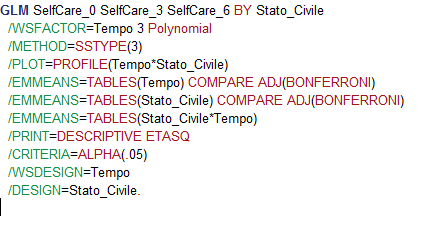 GLM SelfCare_0 SelfCare_3 SelfCare_6 BY Stato_Civile
/WSFACTOR=Tempo 3 Polynomial
/METHOD=SSTYPE(3)
/PLOT=PROFILE(Tempo*Stato_Civile)
/EMMEANS=TABLES(Tempo) COMPARE ADJ(BONFERRONI)
/EMMEANS=TABLES(Stato_Civile) COMPARE ADJ(BONFERRONI)
/EMMEANS=TABLES(Stato_Civile*Tempo)
/PRINT=DESCRIPTIVE ETASQ
/CRITERIA=ALPHA(.05)
/WSDESIGN=Tempo
/DESIGN=Stato_Civile.